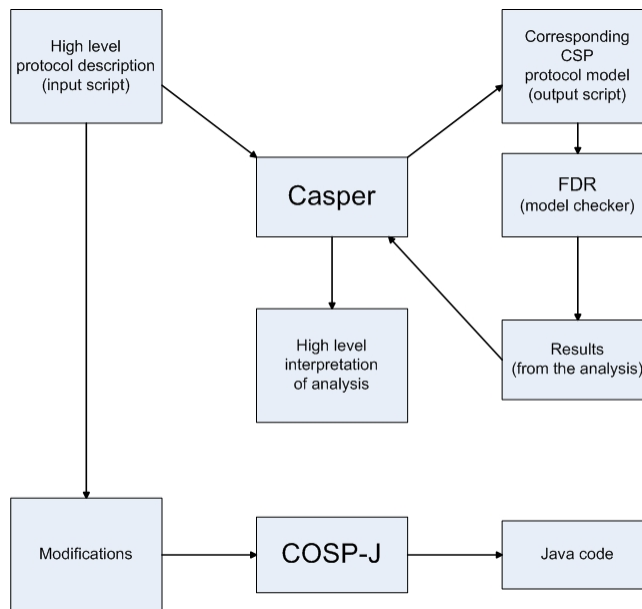 High level
protocol description
(input script)
Corresponding
CSP
protocol model
(output script)
Casper
FDR
(model checker)
High level
interpretation
of analysis
Results
(from the analysis)
Modifications
COSP-J
Java code